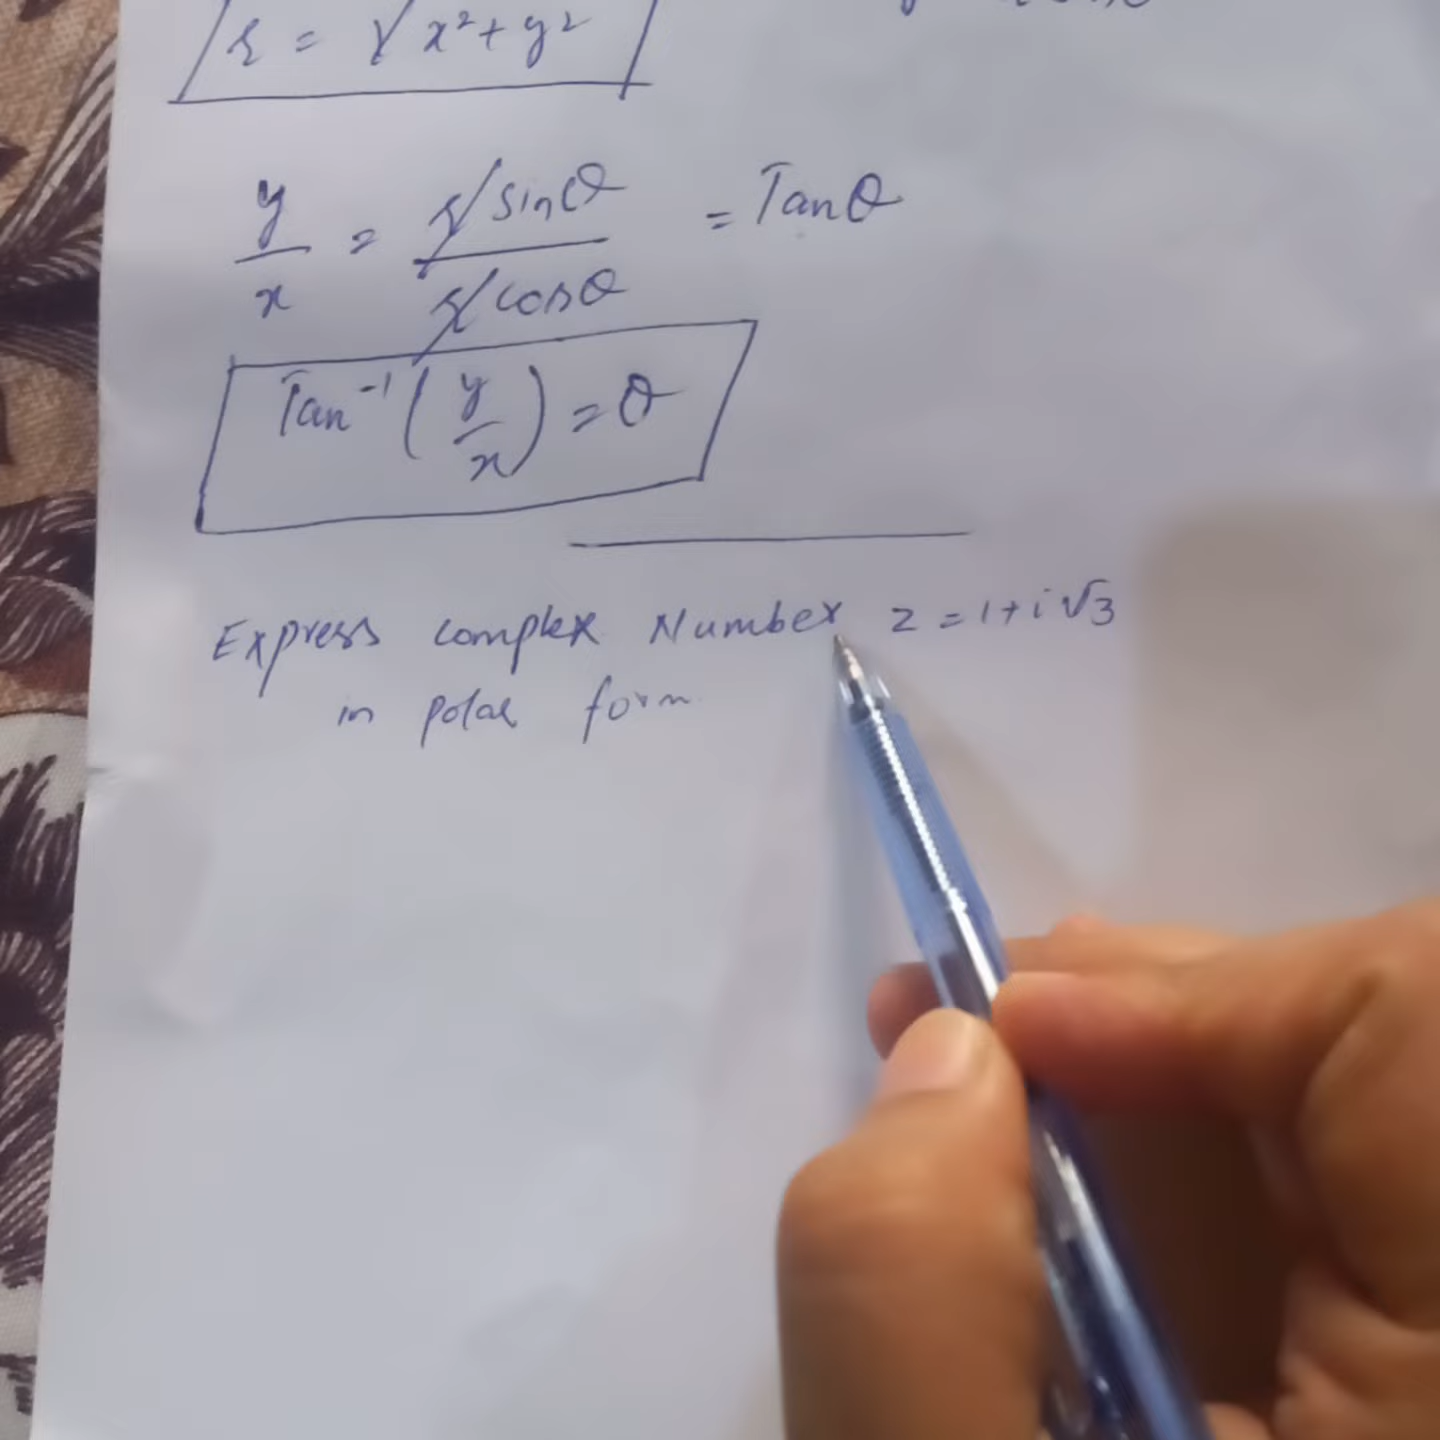 r = √x²+y²
y/x = r sinθ/r cosθ = Tanθ
Tan⁻¹(y/x) = θ
Express complex Number z = 1+i√3
in polar form